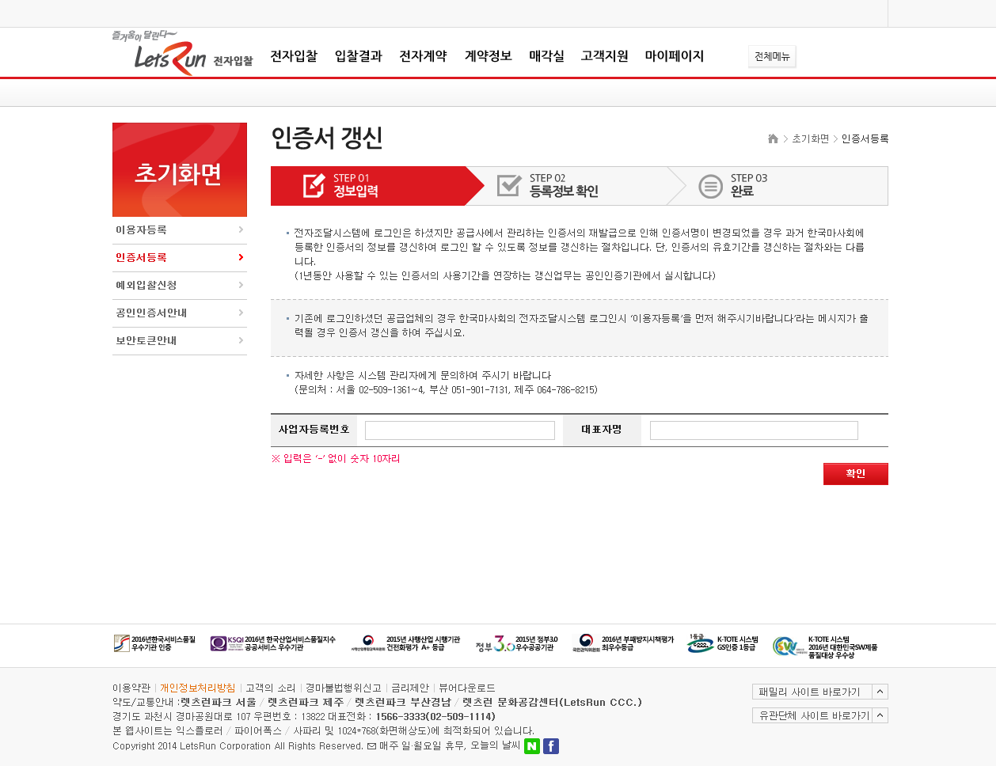 즐거움이 달린다~
LetsRun 전자입찰
전자입찰 입찰결과 전자계약 계약정보 매각실 고객지원 마이페이지 전체메뉴
초기화면
이용자등록
인증서등록
예외입찰신청
공인인증서안내
보안토큰안내
인증서 갱신
초기화면 > 인증서등록
STEP 01
정보입력
STEP 02
등록정보 확인
STEP 03
완료
전자조달시스템에 로그인은 하셨지만 공급사에서 관리하는 인증서의 재발급으로 인해 인증서명이 변경되었을 경우 과거 한국마사회에
등록한 인증서의 정보를 갱신하여 로그인 할 수 있도록 정보를 갱신하는 절차입니다. 단, 인증서의 유효기간을 갱신하는 절차와는 다릅
니다.
(1년동안 사용할 수 있는 인증서의 사용기간을 연장하는 갱신업무는 공인인증기관에서 실시합니다)
기존에 로그인하셨던 공급업체의 경우 한국마사회의 전자조달시스템 로그인시 '이용자등록'을 먼저 해주시기바랍니다'라는 메시지가 출
력될 경우 인증서 갱신을 하여 주십시요.
자세한 사항은 시스템 관리자에게 문의하여 주시기 바랍니다
(문의처 : 서울 02-509-1361~4, 부산 051-901-7131, 제주 064-786-8215)
사업자등록번호 대표자명
※ 입력은 '-' 없이 숫자 10자리
확인
2016년한국서비스품질
우수기관 인증
KSQI 2016년 한국산업서비스품질지수
공공서비스 우수기관
2015년 사행산업 시행기관
건전화평가 A+ 등급
정부3.0 2015년 정부3.0
우수공공기관
국민권익위원회 2016년 부패방지시책평가
최우수등급
1등급 K-TOTE 시스템
GS인증 1등급
SW K-TOTE 시스템
2016년 대한민국SW제품
품질대상 우수상
이용약관 | 개인정보처리방침 | 고객의 소리 | 경마불법행위신고 | 금리제안 | 뷰어다운로드
약도/교통안내 :렛츠런파크 서울 / 렛츠런파크 제주 / 렛츠런파크 부산경남 / 렛츠런 문화공감센터(LetsRun CCC.)
경기도 과천시 경마공원대로 107 우편번호 : 13822 대표전화 : 1566-3333(02-509-1114)
본 웹사이트는 익스플로러 / 파이어폭스 / 사파리 및 1024*768(화면해상도)에 최적화되어 있습니다.
Copyright 2014 LetsRun Corporation All Rights Reserved. 매주 일·월요일 휴무, 오늘의 날씨 N f
패밀리 사이트 바로가기
유관단체 사이트 바로가기